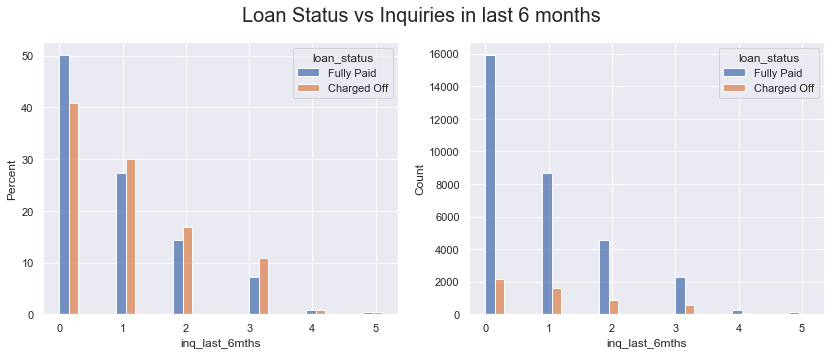 Loan Status vs Inquiries in last 6 months
50
40
30
20
10
0
Percent
loan_status
Fully Paid
Charged Off
0 1 2 3 4 5
inq_last_6mths
16000
14000
12000
10000
8000
6000
4000
2000
0
Count
loan_status
Fully Paid
Charged Off
0 1 2 3 4 5
inq_last_6mths